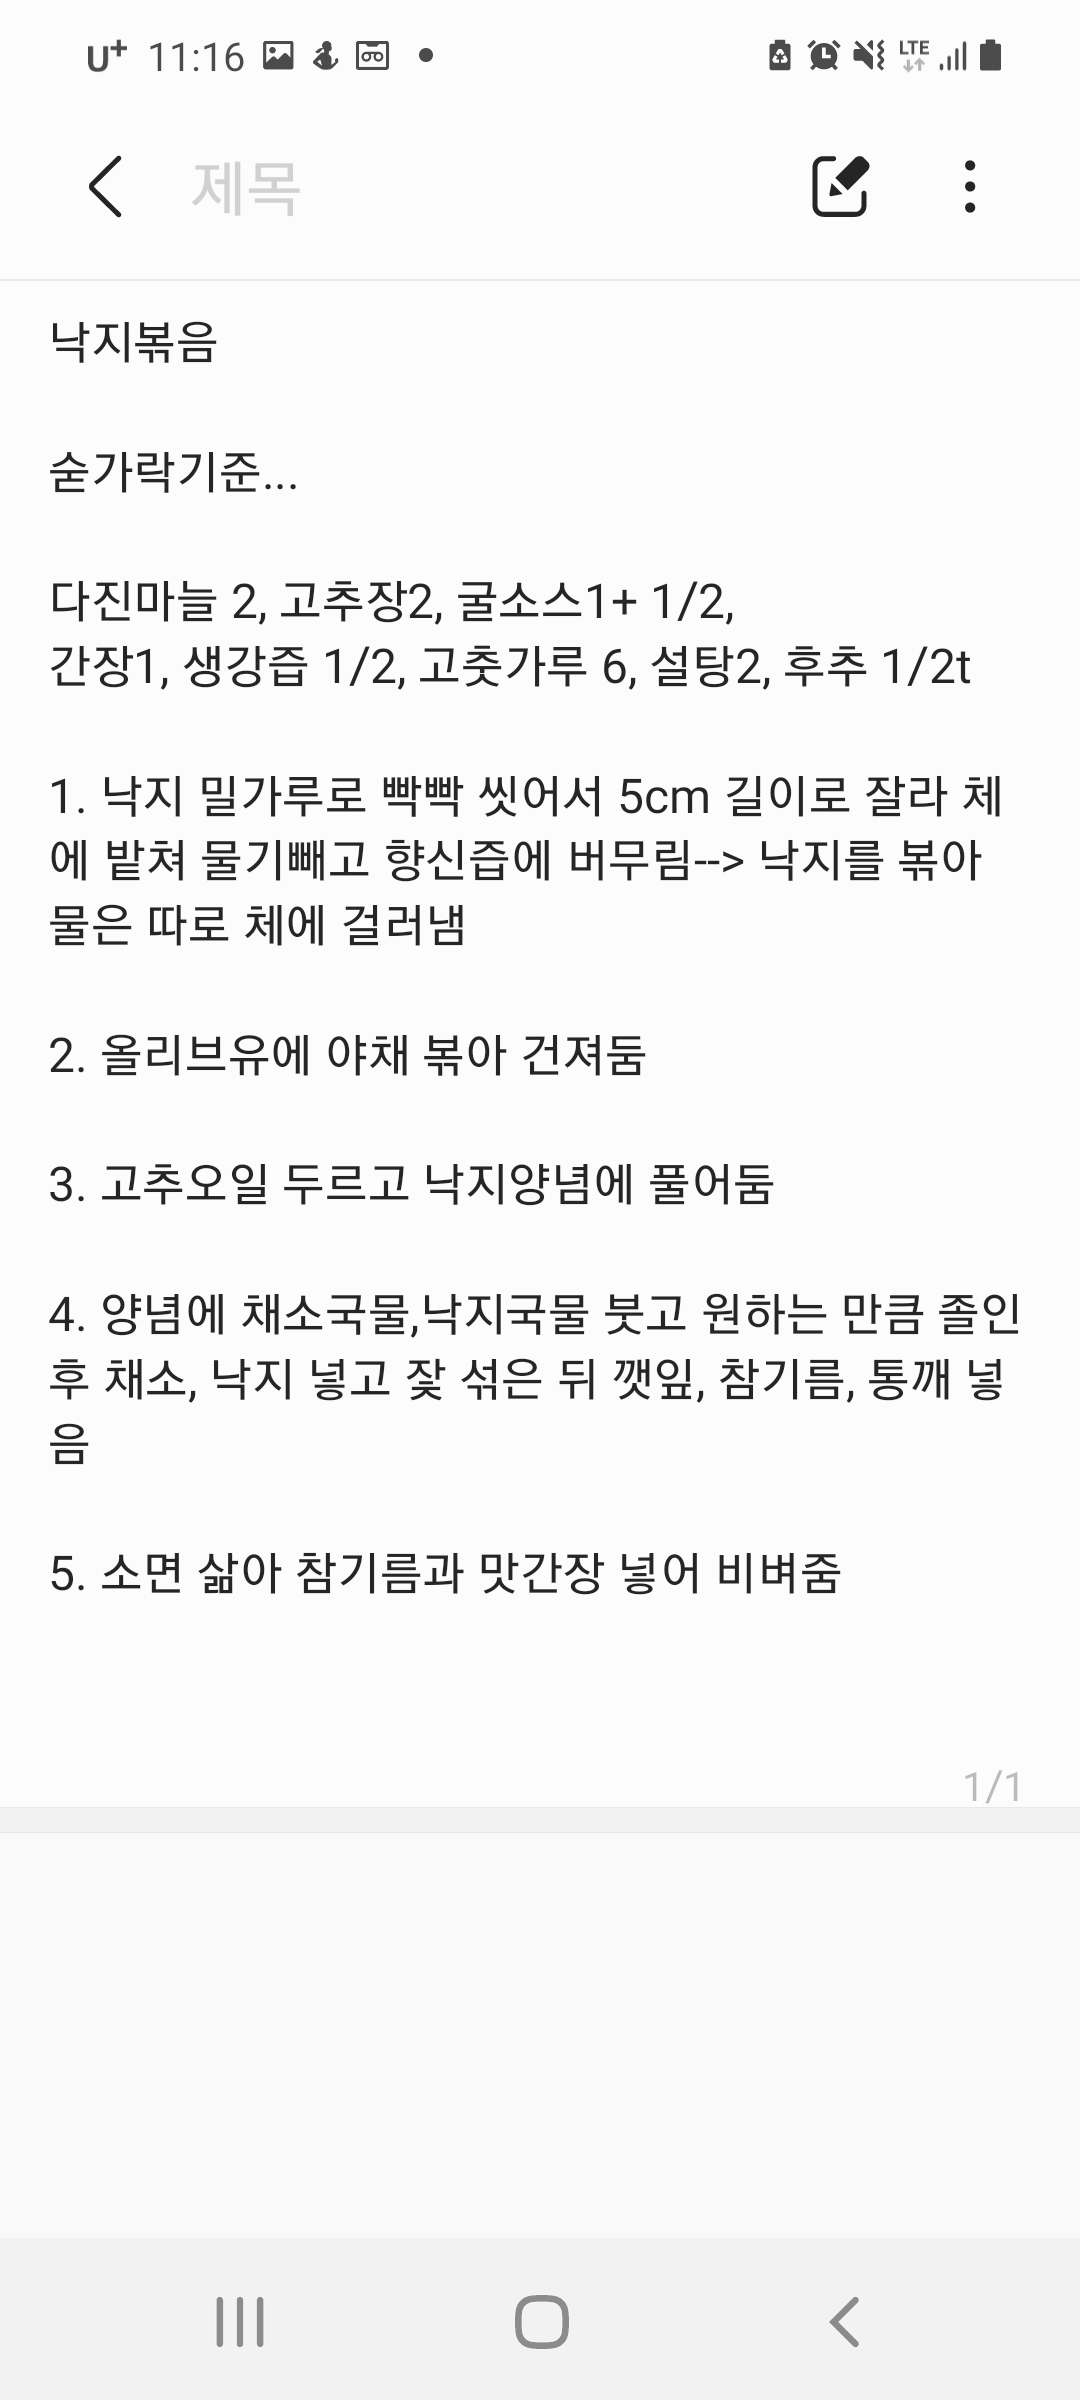 U+ 11:16 LTE
제목
낙지볶음
숟가락기준...
다진마늘 2, 고추장2, 굴소스1+ 1/2,
간장1, 생강즙 1/2, 고춧가루 6, 설탕2, 후추 1/2t
1. 낙지 밀가루로 빡빡 씻어서 5cm 길이로 잘라 체
에 밭쳐 물기빼고 향신즙에 버무림--> 낙지를 볶아
물은 따로 체에 걸러냄
2. 올리브유에 야채 볶아 건져둠
3. 고추오일 두르고 낙지양념에 풀어둠
4. 양념에 채소국물,낙지국물 붓고 원하는 만큼 졸인
후 채소, 낙지 넣고 잧 섞은 뒤 깻잎, 참기름, 통깨 넣
음
5. 소면 삶아 참기름과 맛간장 넣어 비벼줌
1/1